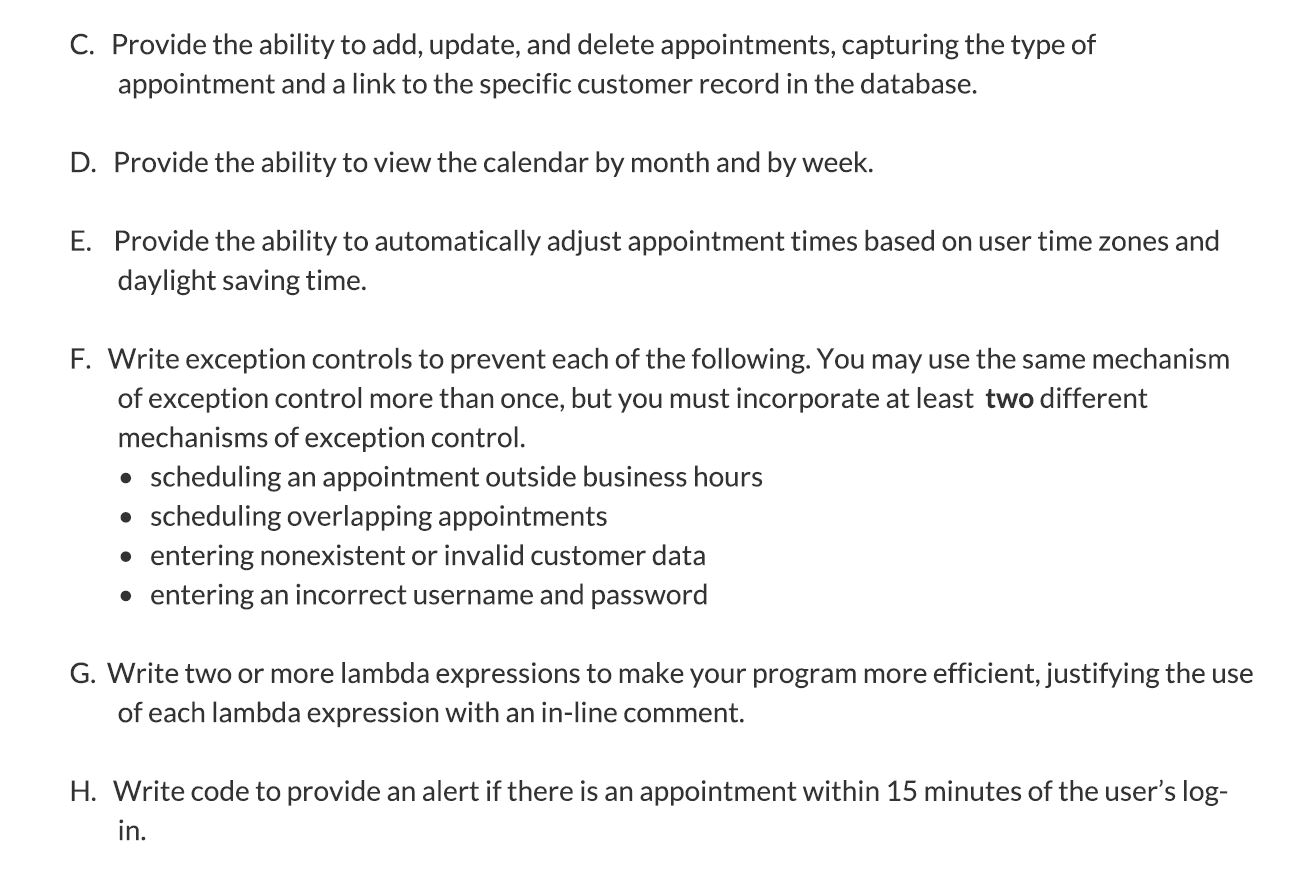 C. Provide the ability to add, update, and delete appointments, capturing the type of
appointment and a link to the specific customer record in the database.
D. Provide the ability to view the calendar by month and by week.
E. Provide the ability to automatically adjust appointment times based on user time zones and
daylight saving time.
F. Write exception controls to prevent each of the following. You may use the same mechanism
of exception control more than once, but you must incorporate at least two different
mechanisms of exception control.
• scheduling an appointment outside business hours
• scheduling overlapping appointments
• entering nonexistent or invalid customer data
• entering an incorrect username and password
G. Write two or more lambda expressions to make your program more efficient, justifying the use
of each lambda expression with an in-line comment.
H. Write code to provide an alert if there is an appointment within 15 minutes of the user’s log-
in.